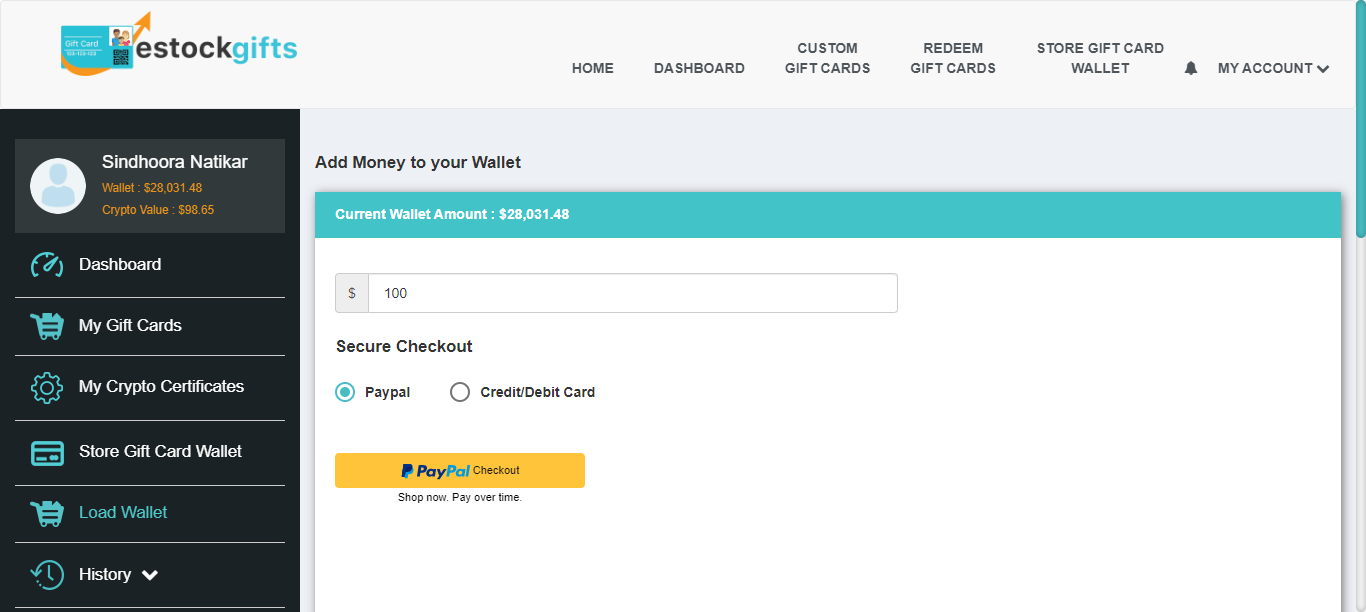 Gift Card
123-123-123
estockgifts
HOME
DASHBOARD
CUSTOM
GIFT CARDS
REDEEM
GIFT CARDS
STORE GIFT CARD
WALLET
MY ACCOUNT
Sindhoora Natikar
Wallet : $28,031.48
Crypto Value : $98.65
Dashboard
My Gift Cards
My Crypto Certificates
Store Gift Card Wallet
Load Wallet
History
Add Money to your Wallet
Current Wallet Amount : $28,031.48
$ 100
Secure Checkout
Paypal Credit/Debit Card
PayPal Checkout
Shop now. Pay over time.